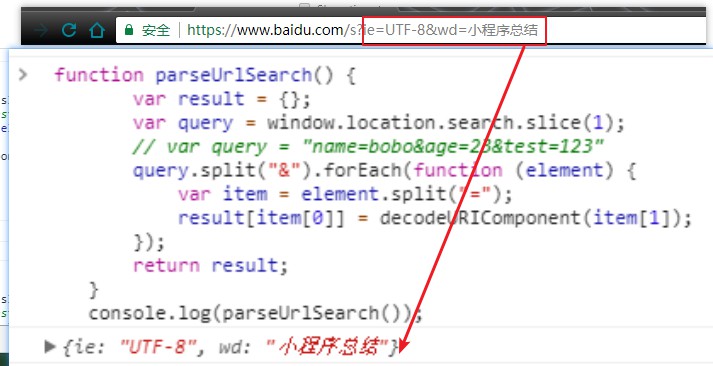 安全 https://www.baidu.com/s?ie=UTF-8&wd=小程序总结
function parseUrlSearch() {
var result = {};
var query = window.location.search.slice(1);
// var query = "name=bobo&age=23&test=123"
query.split("&").forEach(function (element) {
var item = element.split("=");
result[item[0]] = decodeURIComponent(item[1]);
});
return result;
}
console.log(parseUrlSearch());
{ie: "UTF-8", wd: "小程序总结"}